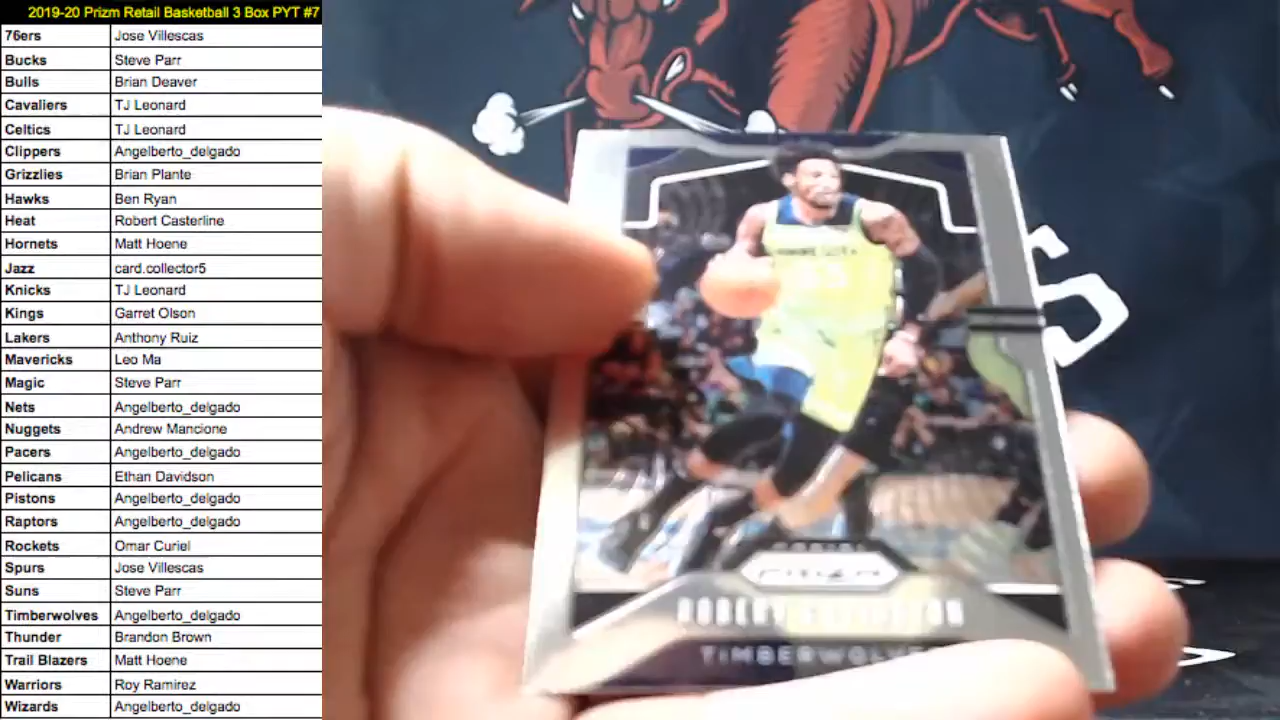 2019-20 Prizm Retail Basketball 3 Box PYT #7
76ers Jose Villescas
Bucks Steve Parr
Bulls Brian Deaver
Cavaliers TJ Leonard
Celtics TJ Leonard
Clippers Angelberto_delgado
Grizzlies Brian Plante
Hawks Ben Ryan
Heat Robert Casterline
Hornets Matt Hoene
Jazz card.collector5
Knicks TJ Leonard
Kings Garret Olson
Lakers Anthony Ruiz
Mavericks Leo Ma
Magic Steve Parr
Nets Angelberto_delgado
Nuggets Andrew Mancione
Pacers Angelberto_delgado
Pelicans Ethan Davidson
Pistons Angelberto_delgado
Raptors Angelberto_delgado
Rockets Omar Curiel
Spurs Jose Villescas
Suns Steve Parr
Timberwolves Angelberto_delgado
Thunder Brandon Brown
Trail Blazers Matt Hoene
Warriors Roy Ramirez
Wizards Angelberto_delgado
PRIZM
ROBERT
TIMBERWOLVES